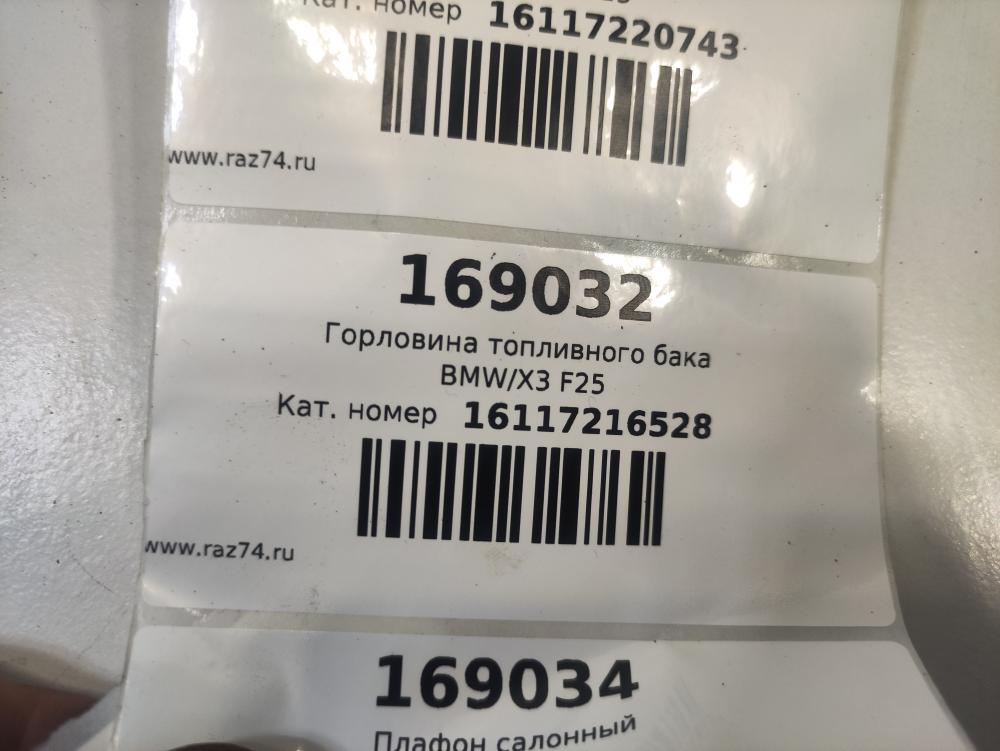 Кат. номер 16117220743
www.raz74.ru
169032
Горловина топливного бака
BMW/X3 F25
Кат. номер 16117216528
www.raz74.ru
169034
Плафон салонный